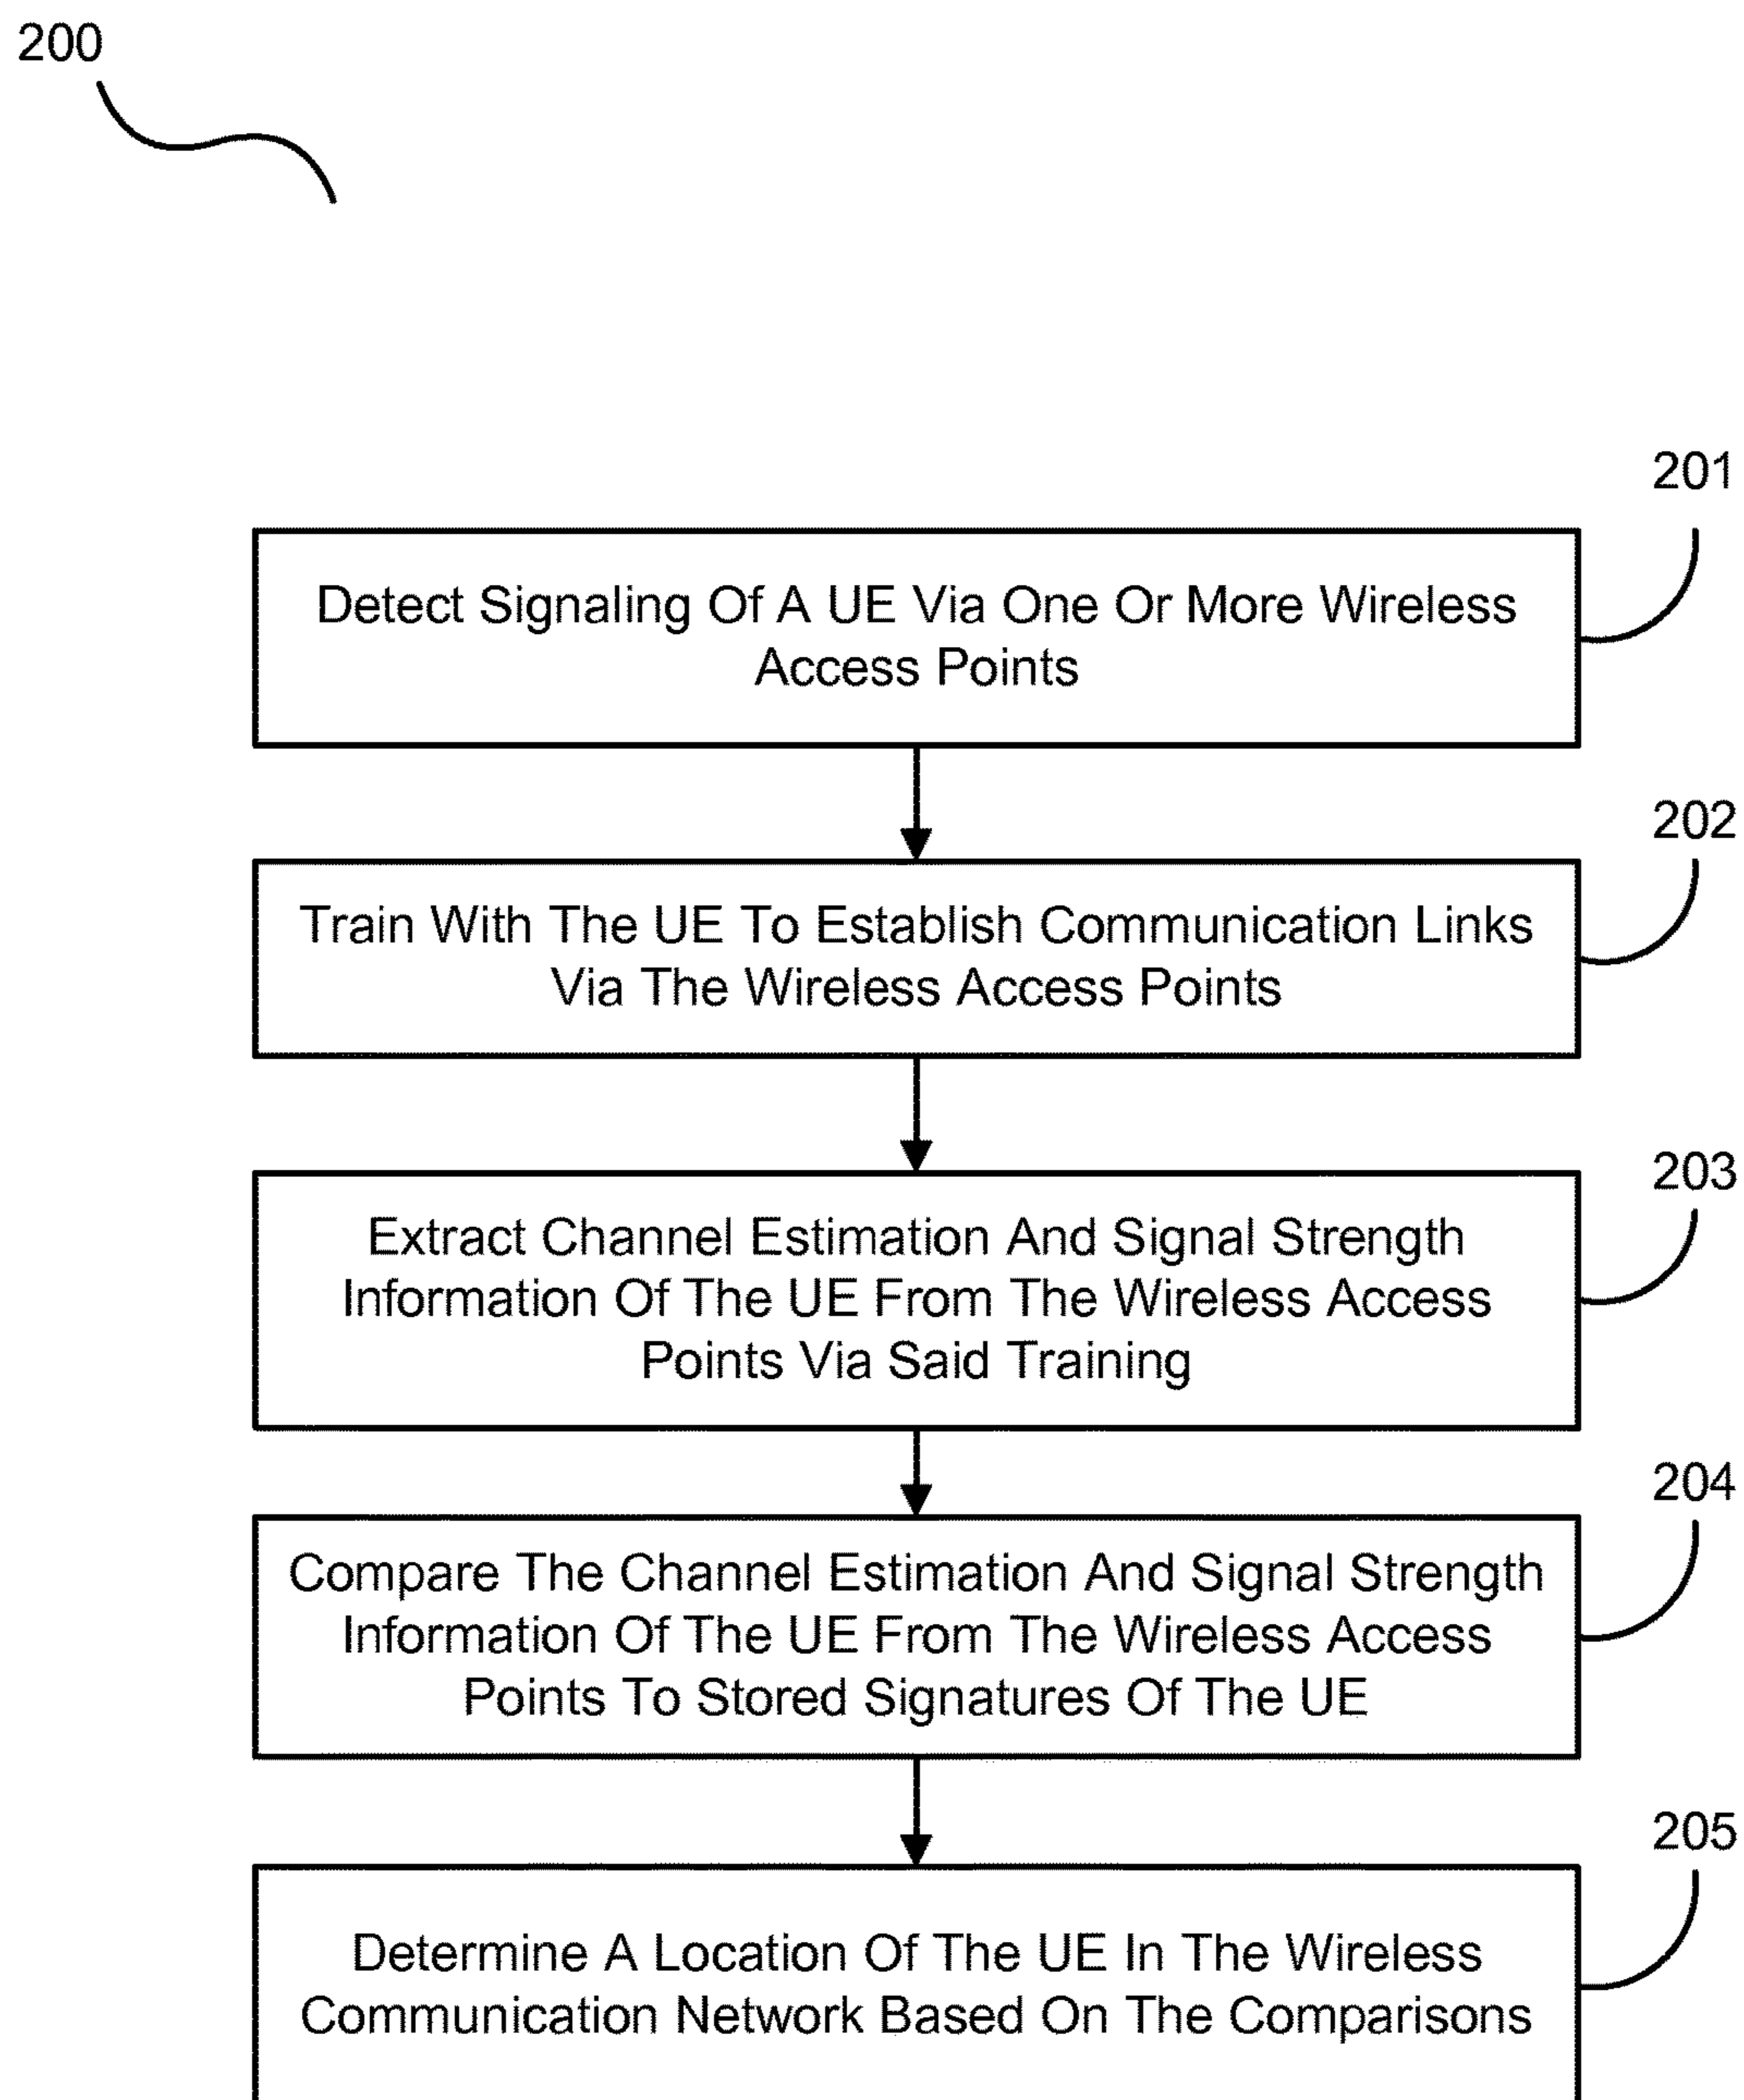 200
201
Detect Signaling Of A UE Via One Or More Wireless
Access Points
202
Train With The UE To Establish Communication Links
Via The Wireless Access Points
203
Extract Channel Estimation And Signal Strength
Information Of The UE From The Wireless Access
Points Via Said Training
204
Compare The Channel Estimation And Signal Strength
Information Of The UE From The Wireless Access
Points To Stored Signatures Of The UE
205
Determine A Location Of The UE In The Wireless
Communication Network Based On The Comparisons